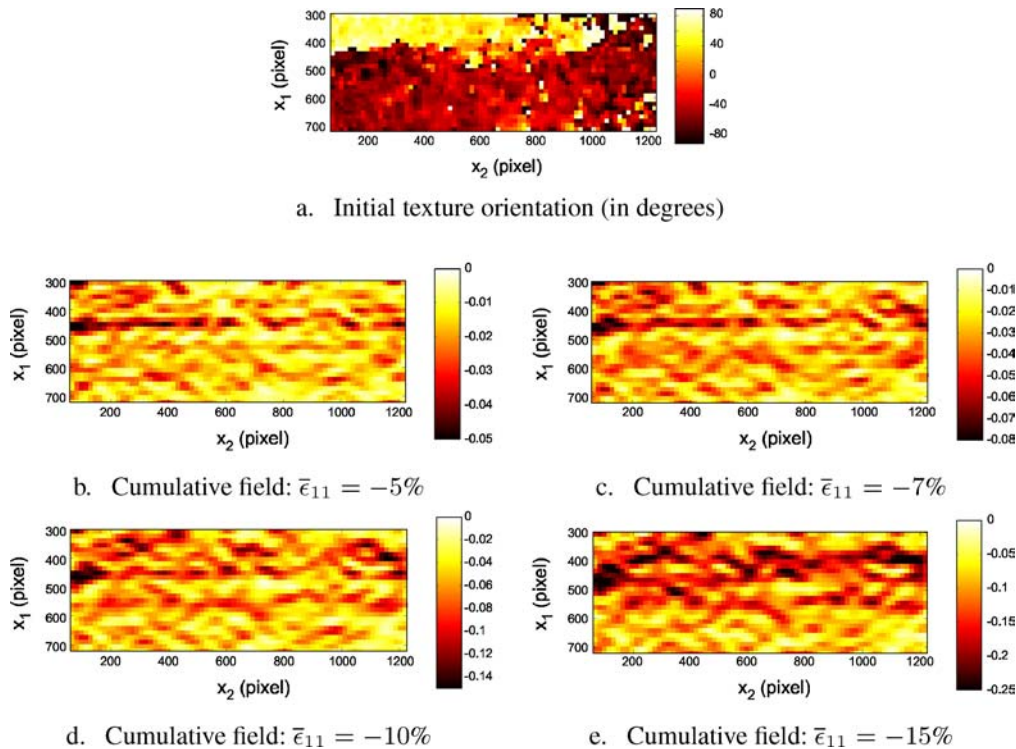 300
400
500
600
700
x1 (pixel)
200 400 600 800 1000 1200
x2 (pixel)
80
40
0
-40
-80
a. Initial texture orientation (in degrees)
300
400
500
600
700
x1 (pixel)
200 400 600 800 1000 1200
x2 (pixel)
0
-0.01
-0.02
-0.03
-0.04
-0.05
b. Cumulative field: ϵ̅11 = −5%
300
400
500
600
700
x1 (pixel)
200 400 600 800 1000 1200
x2 (pixel)
0
-0.01
-0.02
-0.03
-0.04
-0.05
-0.06
-0.07
-0.08
c. Cumulative field: ϵ̅11 = −7%
300
400
500
600
700
x1 (pixel)
200 400 600 800 1000 1200
x2 (pixel)
0
-0.02
-0.04
-0.06
-0.08
-0.1
-0.12
-0.14
d. Cumulative field: ϵ̅11 = −10%
300
400
500
600
700
x1 (pixel)
200 400 600 800 1000 1200
x2 (pixel)
0
-0.05
-0.1
-0.15
-0.2
-0.25
e. Cumulative field: ϵ̅11 = −15%